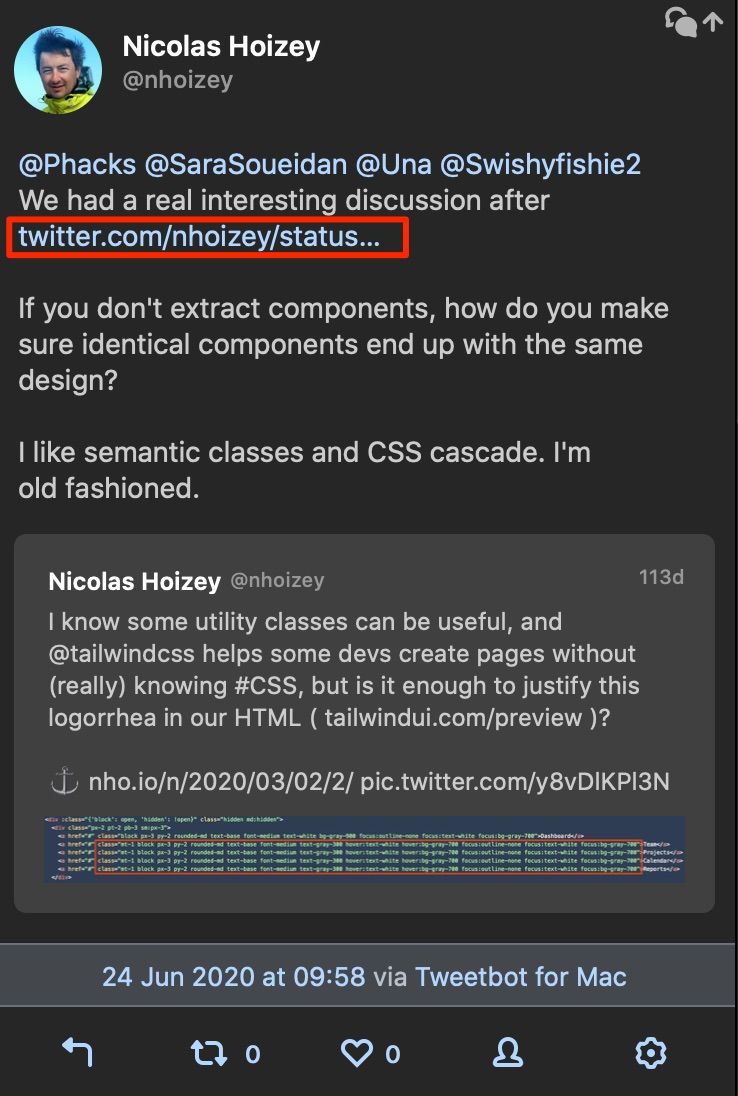 Nicolas Hoizey
@nhoizey
@Phacks @SaraSoueidan @Una @Swishyfishie2
We had a real interesting discussion after
twitter.com/nhoizey/status...
If you don't extract components, how do you make
sure identical components end up with the same
design?
I like semantic classes and CSS cascade. I'm
old fashioned.
Nicolas Hoizey @nhoizey 113d
I know some utility classes can be useful, and
@tailwindcss helps some devs create pages without
(really) knowing #CSS, but is it enough to justify this
logorrhea in our HTML ( tailwindui.com/preview )?
⚓ nho.io/n/2020/03/02/2/ pic.twitter.com/y8vDlKPl3N
<div :class="{'block': open, 'hidden': !open}" class="hidden md:hidden">
<div class="px-2 pt-2 pb-3 sm:px-3">
<a href="#" class="block px-3 py-2 rounded-md text-base font-medium text-white bg-gray-900 focus:outline-none focus:text-white focus:bg-gray-700">Dashboard</a>
<a href="#" class="mt-1 block px-3 py-2 rounded-md text-base font-medium text-gray-300 hover:text-white hover:bg-gray-700 focus:outline-none focus:text-white focus:bg-gray-700">Team</a>
<a href="#" class="mt-1 block px-3 py-2 rounded-md text-base font-medium text-gray-300 hover:text-white hover:bg-gray-700 focus:outline-none focus:text-white focus:bg-gray-700">Projects</a>
<a href="#" class="mt-1 block px-3 py-2 rounded-md text-base font-medium text-gray-300 hover:text-white hover:bg-gray-700 focus:outline-none focus:text-white focus:bg-gray-700">Calendar</a>
<a href="#" class="mt-1 block px-3 py-2 rounded-md text-base font-medium text-gray-300 hover:text-white hover:bg-gray-700 focus:outline-none focus:text-white focus:bg-gray-700">Reports</a>
</div>
24 Jun 2020 at 09:58 via Tweetbot for Mac
0 0